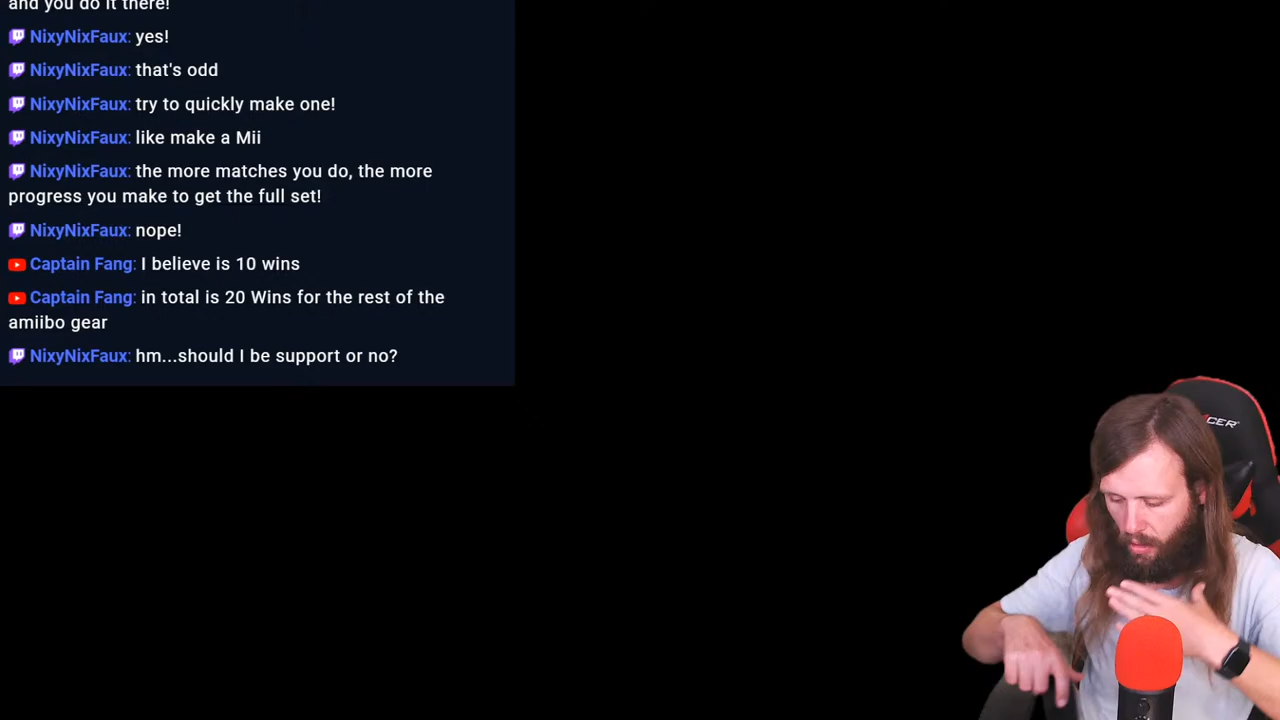 and you do it there!
NixyNixFaux: yes!
NixyNixFaux: that's odd
NixyNixFaux: try to quickly make one!
NixyNixFaux: like make a Mii
NixyNixFaux: the more matches you do, the more
progress you make to get the full set!
NixyNixFaux: nope!
Captain Fang: I believe is 10 wins
Captain Fang: in total is 20 Wins for the rest of the
amiibo gear
NixyNixFaux: hm...should I be support or no?